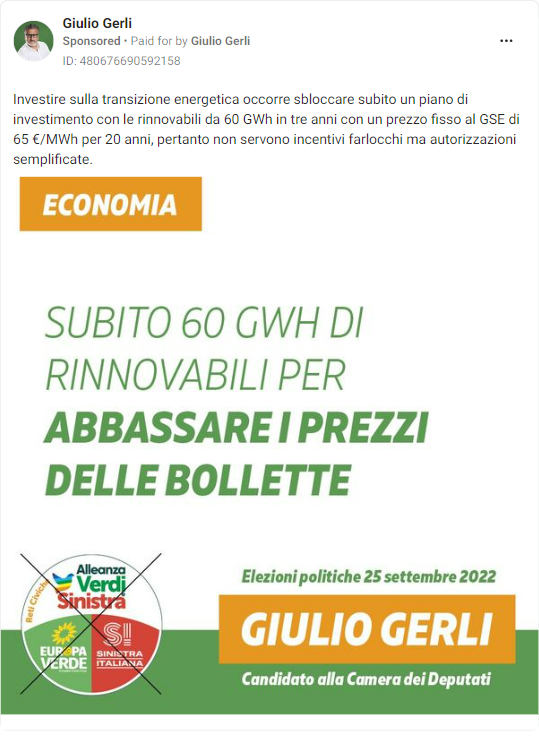 Giulio Gerli
Sponsored • Paid for by Giulio Gerli
ID: 480676690592158
Investire sulla transizione energetica occorre sbloccare subito un piano di
investimento con le rinnovabili da 60 GWh in tre anni con un prezzo fisso al GSE di
65 €/MWh per 20 anni, pertanto non servono incentivi farlocchi ma autorizzazioni
semplificate.
ECONOMIA
SUBITO 60 GWH DI
RINNOVABILI PER
ABBASSARE I PREZZI
DELLE BOLLETTE
Alleanza
Verdi
Sinistra
Reti Civiche
EUROPA
VERDE
SI
SINISTRA
ITALIANA
Elezioni politiche 25 settembre 2022
GIULIO GERLI
Candidato alla Camera dei Deputati